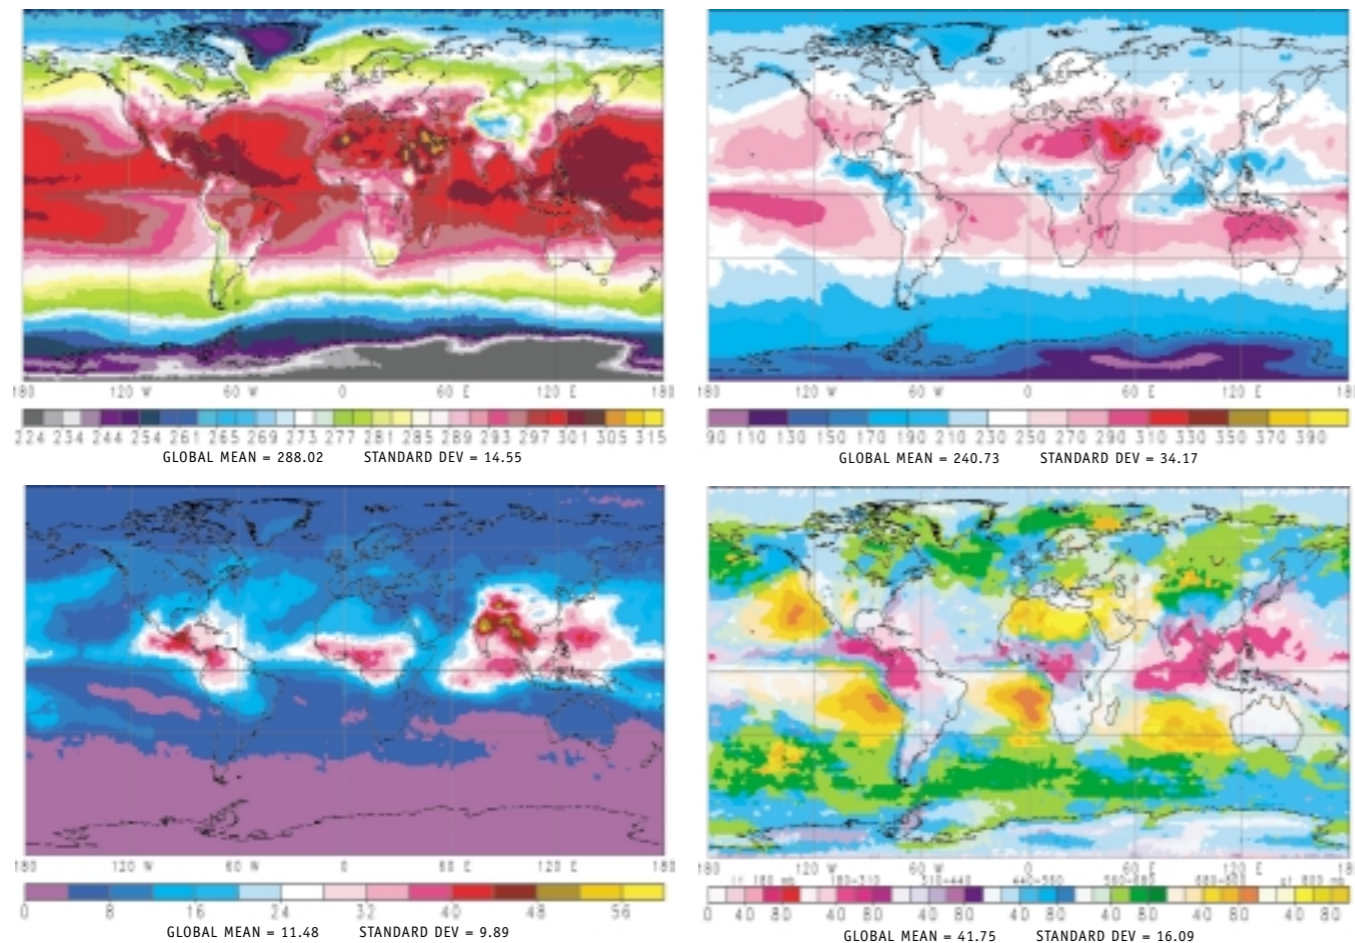 180 120 W 60 W 0 60 E 120 E 180
224 234 244 254 261 265 269 273 277 281 285 289 293 297 301 305 315
GLOBAL MEAN = 288.02 STANDARD DEV = 14.55
180 120 W 60 W 0 60 E 120 E 180
90 110 130 150 170 190 210 230 250 270 290 310 330 350 370 390
GLOBAL MEAN = 240.73 STANDARD DEV = 34.17
180 120 W 60 W 0 60 E 120 E 180
0 8 16 24 32 40 48 56
GLOBAL MEAN = 11.48 STANDARD DEV = 9.89
180 120 W 60 W 0 60 E 120 E 180
180-310 310-440
0 40 80 40 80 40 80 40 80 40 80 40 80 40 80
GLOBAL MEAN = 41.75 STANDARD DEV = 16.09